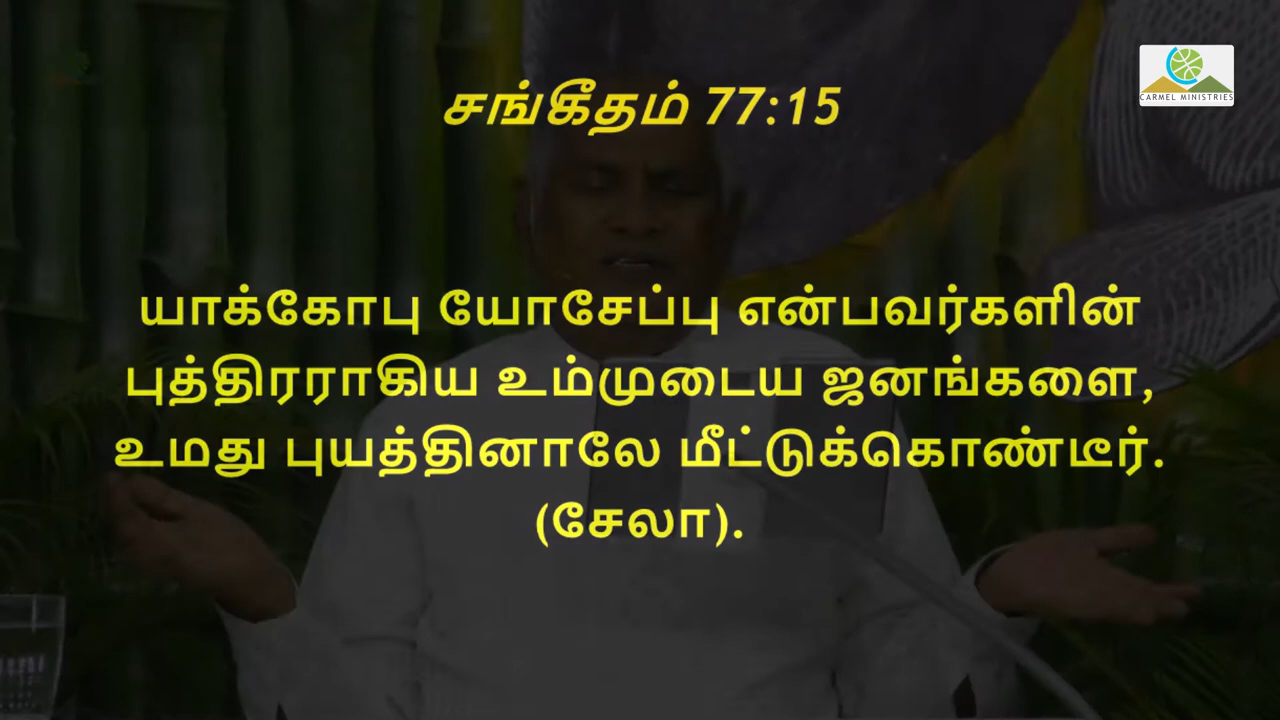 சங்கீதம் 77:15
CARMEL MINISTRIES
யாக்கோபு யோசேப்பு என்பவர்களின்
புத்திரராகிய உம்முடைய ஜனங்களை,
உமது புயத்தினாலே மீட்டுக்கொண்டீர்.
(சேலா).